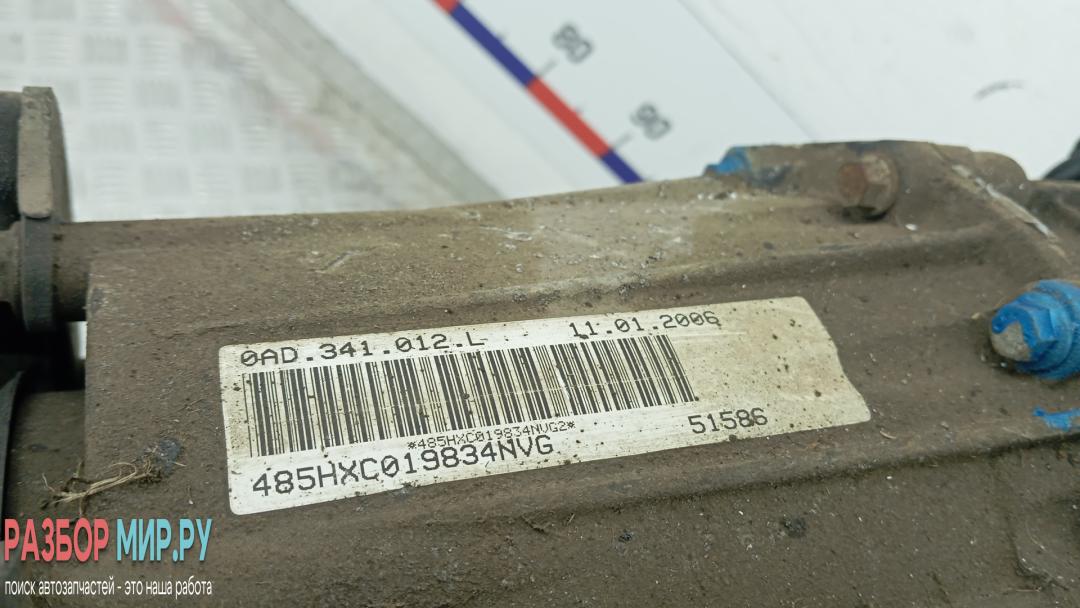 80
90
0AD.341.012.L 11.01.2006
*485HXC019834NVG2*
485HXC019834NVG 51586
РАЗБОР МИР.РУ
поиск автозапчастей - это наша работа